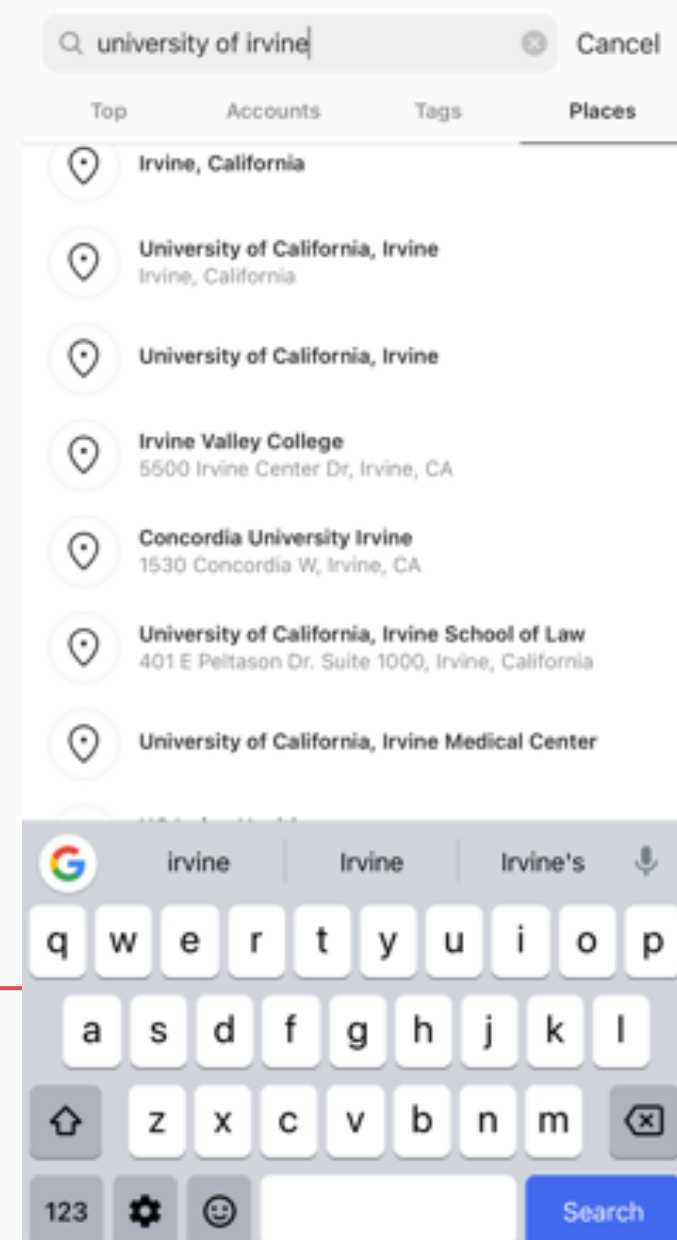 university of irvine
Cancel
Top
Accounts
Tags
Places
Irvine, California
University of California, Irvine
Irvine, California
University of California, Irvine
Irvine Valley College
5500 Irvine Center Dr, Irvine, CA
Concordia University Irvine
1530 Concordia W, Irvine, CA
University of California, Irvine School of Law
401 E Peltason Dr. Suite 1000, Irvine, California
University of California, Irvine Medical Center
irvine
Irvine
Irvine's
q w e r t y u i o p
a s d f g h j k l
z x c v b n m
123
Search